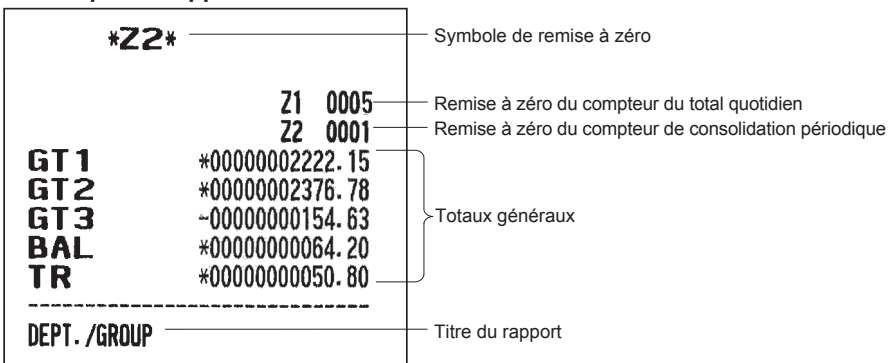 *Z2*
Symbole de remise à zéro
Z1 0005
Remise à zéro du compteur du total quotidien
Z2 0001
Remise à zéro du compteur de consolidation périodique
GT1 *00000002222.15
GT2 *00000002376.78
GT3 ~00000000154.63
Totaux généraux
BAL *00000000064.20
TR *00000000050.80
DEPT./GROUP
Titre du rapport